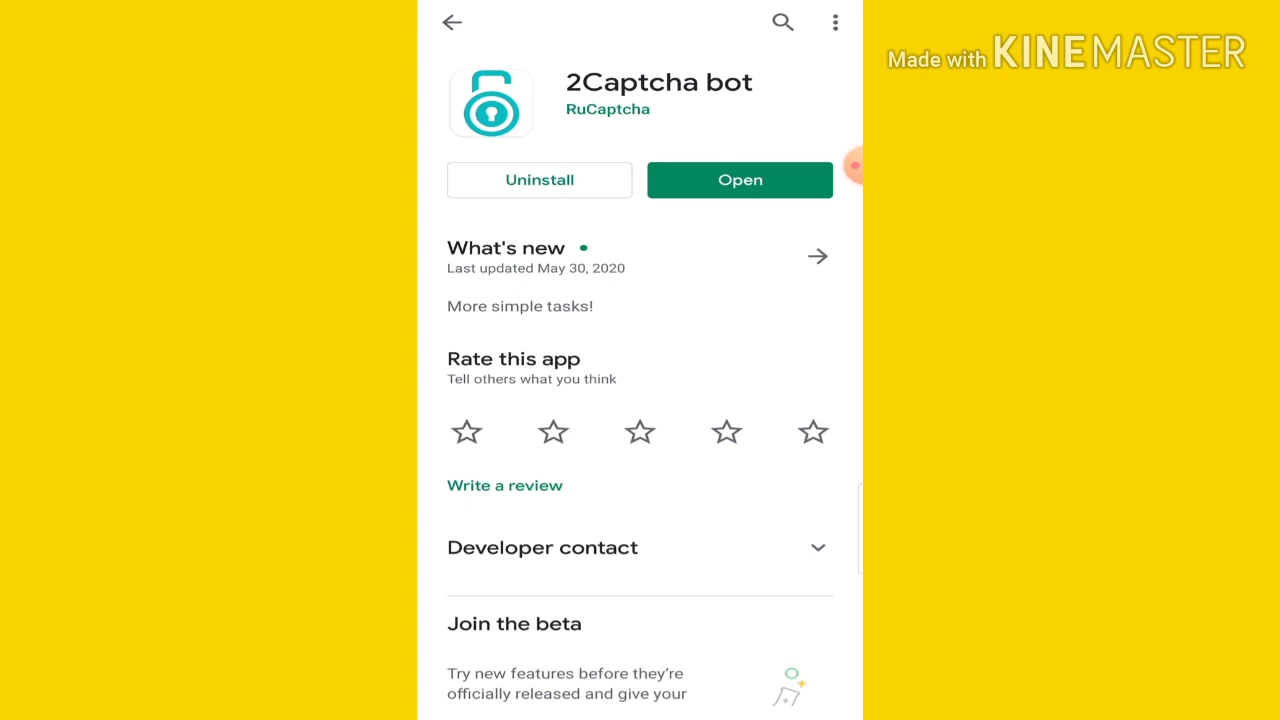 Made with KINEMASTER
2Captcha bot
RuCaptcha
Uninstall
Open
What's new
Last updated May 30, 2020
More simple tasks!
Rate this app
Tell others what you think
Write a review
Developer contact
Join the beta
Try new features before they’re
officially released and give your